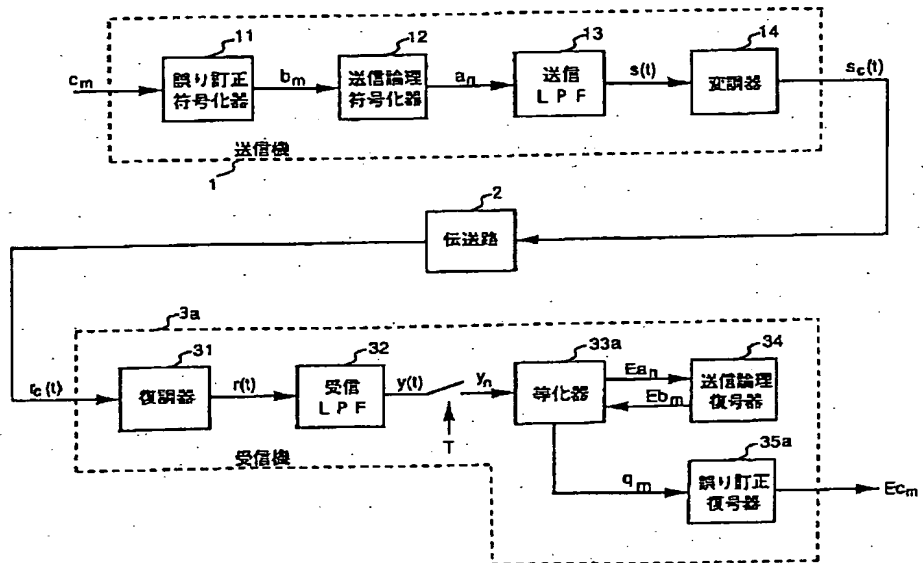 11
12
13
14
c_m
誤り訂正
符号化器
b_m
送信論理
符号化器
a_n
送信
LPF
s(t)
変調器
s_c(t)
送信機
1
2
伝送路
3a
31
32
33a
34
r_c(t)
復調器
r(t)
受信
LPF
y(t)
y_n
等化器
Ea_n
Eb_m
送信論理
復号器
T
受信機
35a
q_m
誤り訂正
復号器
Ec_m